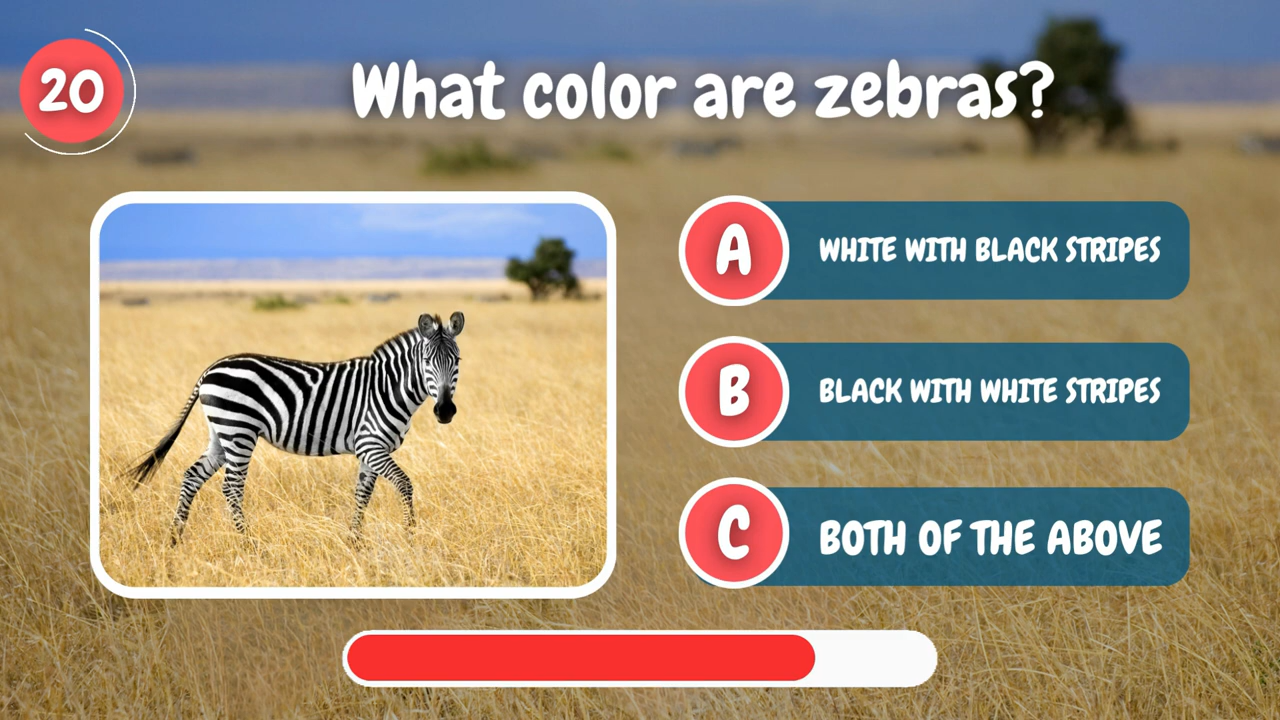 20
What color are zebras?
A
WHITE WITH BLACK STRIPES
B
BLACK WITH WHITE STRIPES
C
BOTH OF THE ABOVE